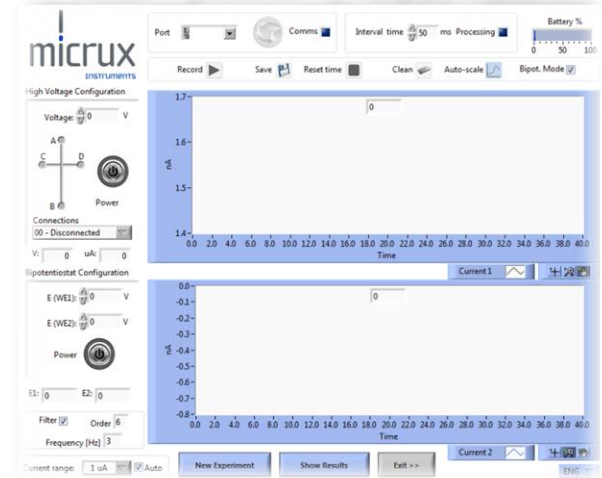 micrux
INSTRUMENTS
Port
Comms
Interval time 50 ms Processing
Battery %
0 50 100
Record
Save
Reset time
Clean
Auto-scale
Bipot. Mode
High Voltage Configuration
Voltage: 0 V
A
C D
B
Power
Connections
00 - Disconnected
V: 0 uA: 0
1.7-
1.6-
1.5-
1.4-
nA
0
0.0 2.0 4.0 6.0 8.0 10.0 12.0 14.0 16.0 18.0 20.0 22.0 24.0 26.0 28.0 30.0 32.0 34.0 36.0 38.0 40.0
Time
Current 1
Bipotentiostat Configuration
E (WE1): 0 V
E (WE2): 0 V
Power
E1: 0 E2: 0
Filter Order 6
Frequency [Hz] 3
0.0-
-0.1-
-0.2-
-0.3-
-0.4-
-0.5-
-0.6-
-0.7-
-0.8-
nA
0
0.0 2.0 4.0 6.0 8.0 10.0 12.0 14.0 16.0 18.0 20.0 22.0 24.0 26.0 28.0 30.0 32.0 34.0 36.0 38.0 40.0
Time
Current 2
Current range: 1 uA Auto
New Experiment
Show Results
Exit >>
ENG